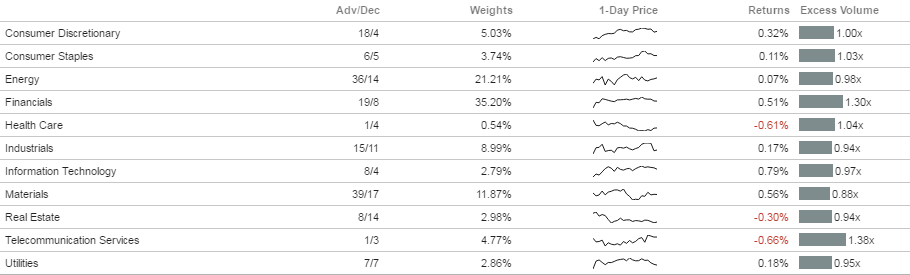 Adv/Dec Weights 1-Day Price Returns Excess Volume
Consumer Discretionary 18/4 5.03% 0.32% 1.00x
Consumer Staples 6/5 3.74% 0.11% 1.03x
Energy 36/14 21.21% 0.07% 0.98x
Financials 19/8 35.20% 0.51% 1.30x
Health Care 1/4 0.54% -0.61% 1.04x
Industrials 15/11 8.99% 0.17% 0.94x
Information Technology 8/4 2.79% 0.79% 0.97x
Materials 39/17 11.87% 0.56% 0.88x
Real Estate 8/14 2.98% -0.30% 0.94x
Telecommunication Services 1/3 4.77% -0.66% 1.38x
Utilities 7/7 2.86% 0.18% 0.95x